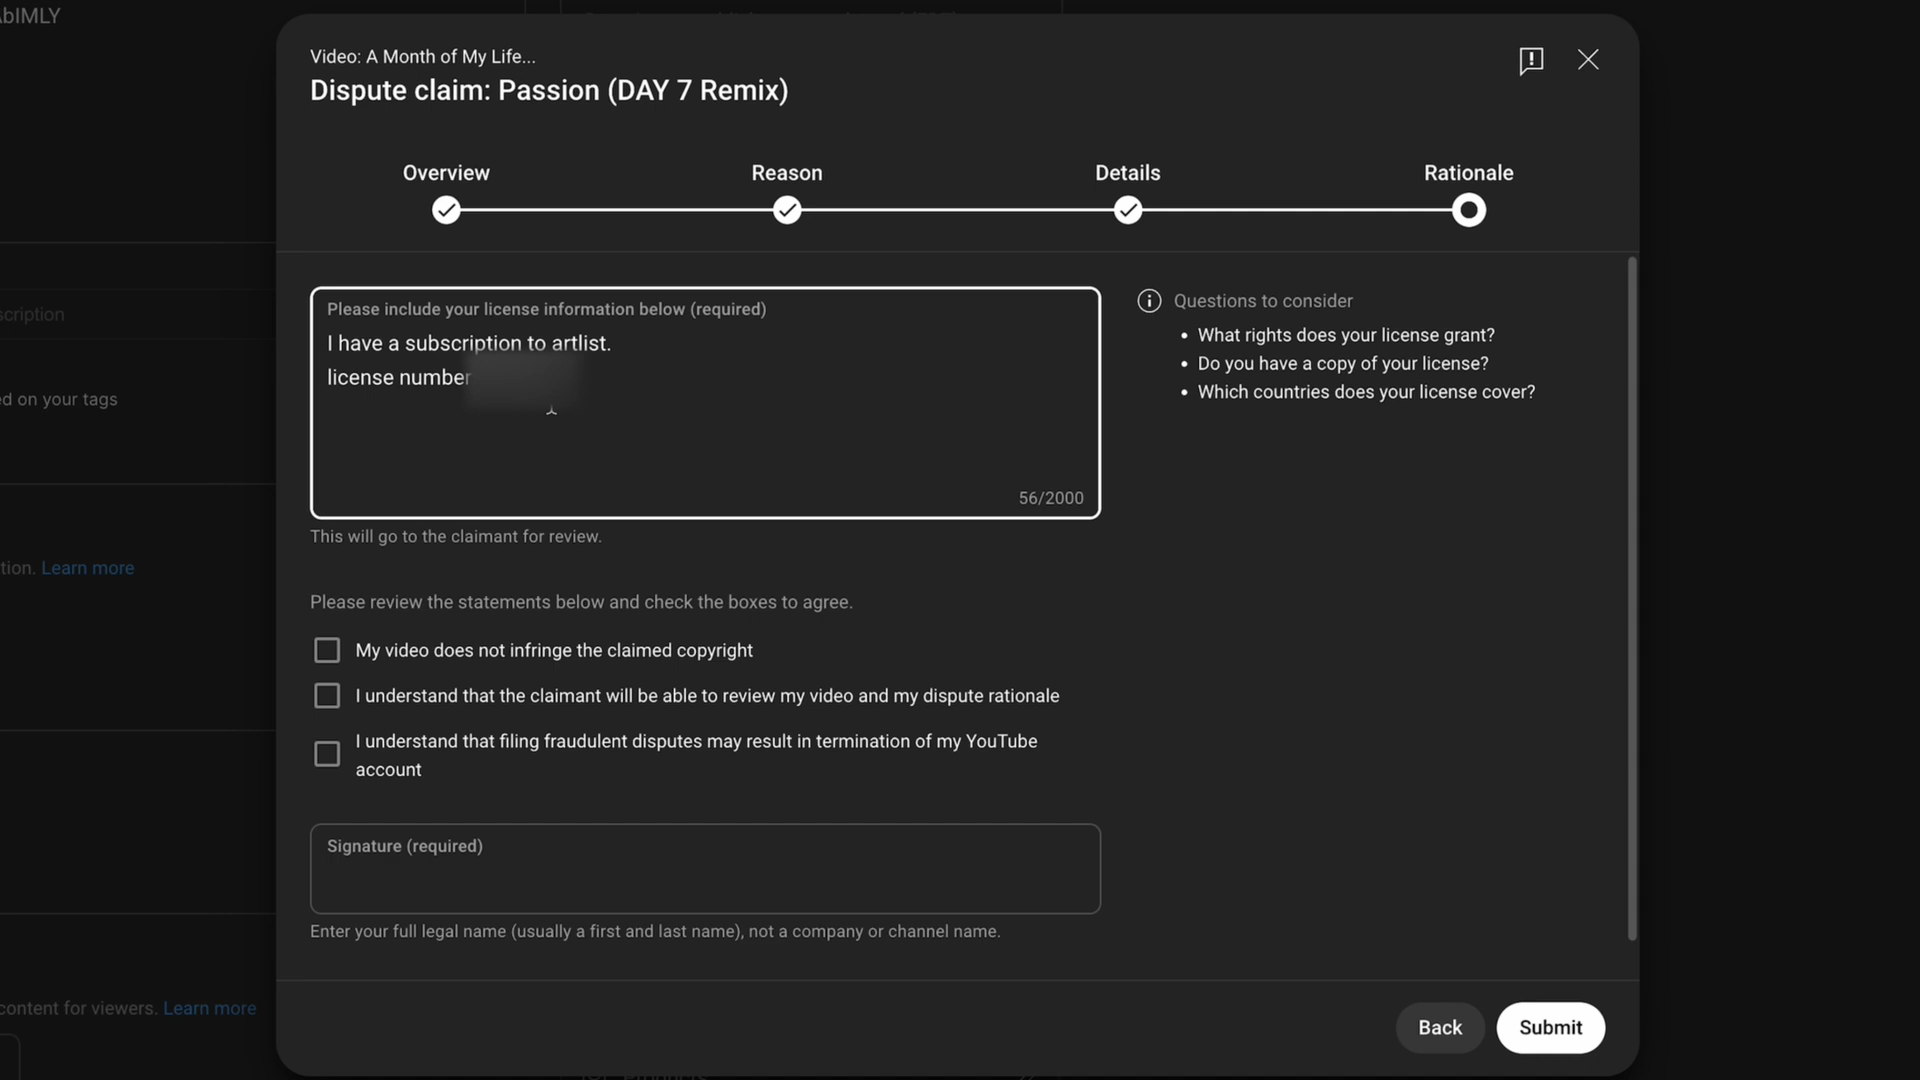 AbIMLY
Video: A Month of My Life...
Dispute claim: Passion (DAY 7 Remix)
Overview
Reason
Details
Rationale
Please include your license information below (required)
I have a subscription to artlist.
license number
56/2000
This will go to the claimant for review.
Questions to consider
• What rights does your license grant?
• Do you have a copy of your license?
• Which countries does your license cover?
scription
ed on your tags
tion. Learn more
Please review the statements below and check the boxes to agree.
My video does not infringe the claimed copyright
I understand that the claimant will be able to review my video and my dispute rationale
I understand that filing fraudulent disputes may result in termination of my YouTube
account
Signature (required)
Enter your full legal name (usually a first and last name), not a company or channel name.
content for viewers. Learn more
Back
Submit